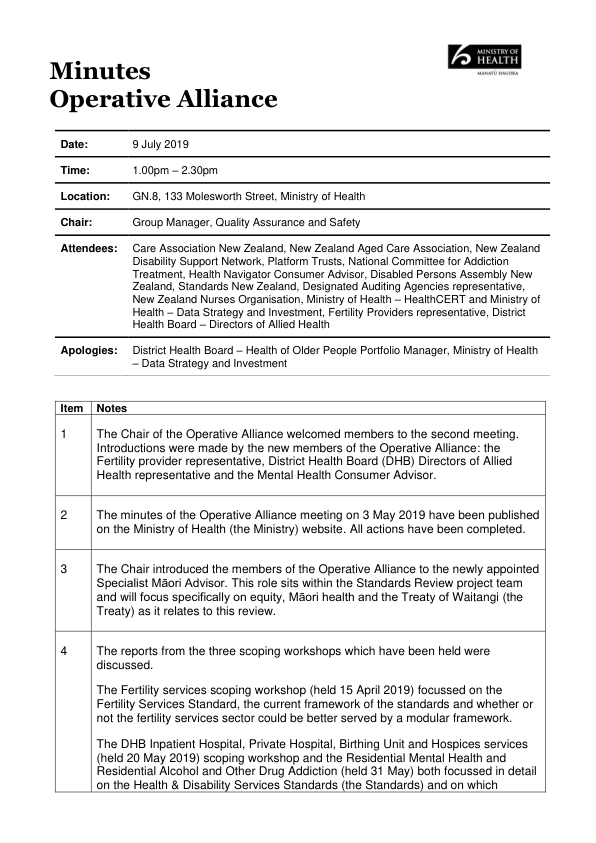 MINISTRY OF
HEALTH
MANATŪ HAUORA
Minutes
Operative Alliance
Date: 9 July 2019
Time: 1.00pm – 2.30pm
Location: GN.8, 133 Molesworth Street, Ministry of Health
Chair: Group Manager, Quality Assurance and Safety
Attendees: Care Association New Zealand, New Zealand Aged Care Association, New Zealand
Disability Support Network, Platform Trusts, National Committee for Addiction
Treatment, Health Navigator Consumer Advisor, Disabled Persons Assembly New
Zealand, Standards New Zealand, Designated Auditing Agencies representative,
New Zealand Nurses Organisation, Ministry of Health – HealthCERT and Ministry of
Health – Data Strategy and Investment, Fertility Providers representative, District
Health Board – Directors of Allied Health
Apologies: District Health Board – Health of Older People Portfolio Manager, Ministry of Health
– Data Strategy and Investment
Item Notes
1 The Chair of the Operative Alliance welcomed members to the second meeting.
Introductions were made by the new members of the Operative Alliance: the
Fertility provider representative, District Health Board (DHB) Directors of Allied
Health representative and the Mental Health Consumer Advisor.
2 The minutes of the Operative Alliance meeting on 3 May 2019 have been published
on the Ministry of Health (the Ministry) website. All actions have been completed.
3 The Chair introduced the members of the Operative Alliance to the newly appointed
Specialist Māori Advisor. This role sits within the Standards Review project team
and will focus specifically on equity, Māori health and the Treaty of Waitangi (the
Treaty) as it relates to this review.
4 The reports from the three scoping workshops which have been held were
discussed.
The Fertility services scoping workshop (held 15 April 2019) focussed on the
Fertility Services Standard, the current framework of the standards and whether or
not the fertility services sector could be better served by a modular framework.
The DHB Inpatient Hospital, Private Hospital, Birthing Unit and Hospices services
(held 20 May 2019) scoping workshop and the Residential Mental Health and
Residential Alcohol and Other Drug Addiction (held 31 May) both focussed in detail
on the Health & Disability Services Standards (the Standards) and on which